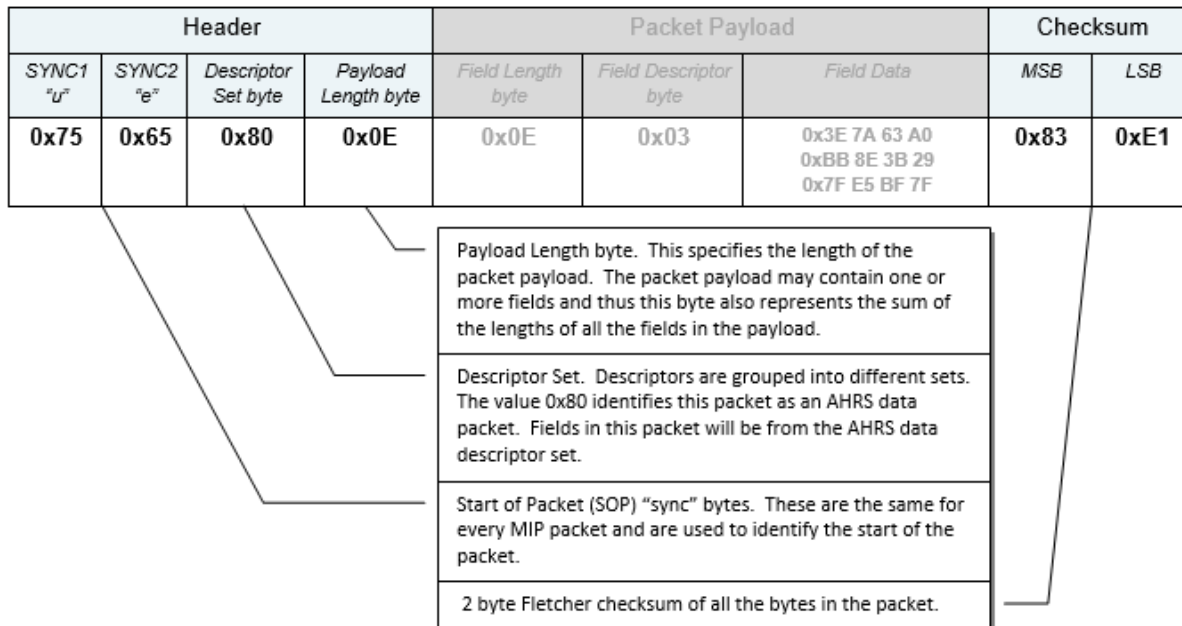 Header Packet Payload Checksum
SYNC1 "u" SYNC2 "e" Descriptor Set byte Payload Length byte Field Length byte Field Descriptor byte Field Data MSB LSB
0x75 0x65 0x80 0x0E 0x0E 0x03 0x3E 7A 63 A0 0x83 0xE1
0xBB 8E 3B 29
0x7F E5 BF 7F
Payload Length byte. This specifies the length of the
packet payload. The packet payload may contain one or
more fields and thus this byte also represents the sum of
the lengths of all the fields in the payload.
Descriptor Set. Descriptors are grouped into different sets.
The value 0x80 identifies this packet as an AHRS data
packet. Fields in this packet will be from the AHRS data
descriptor set.
Start of Packet (SOP) “sync” bytes. These are the same for
every MIP packet and are used to identify the start of the
packet.
2 byte Fletcher checksum of all the bytes in the packet.